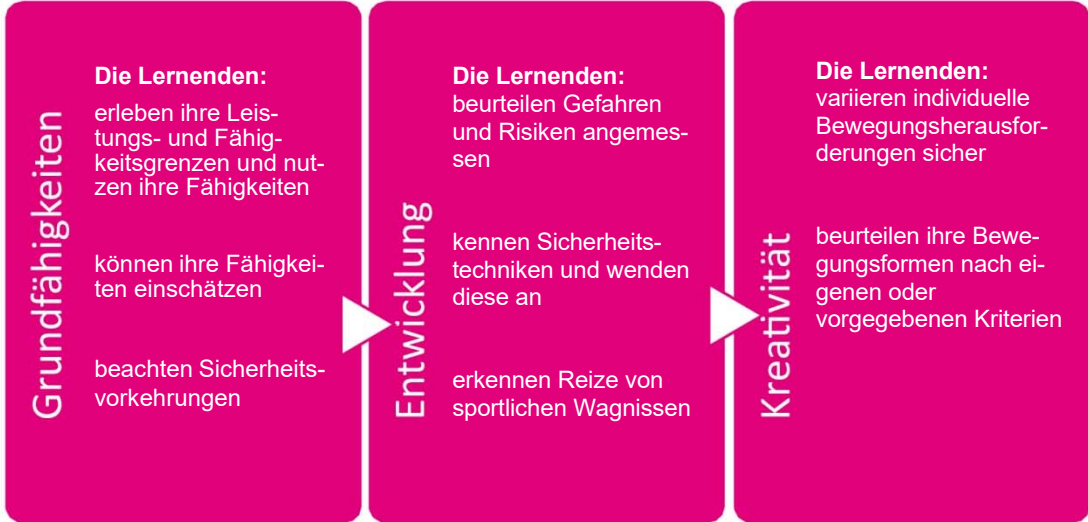 Grundfähigkeiten
Die Lernenden:
erleben ihre Leis-
tungs- und Fähig-
keitsgrenzen und nut-
zen ihre Fähigkeiten
können ihre Fähigkei-
ten einschätzen
beachten Sicherheits-
vorkehrungen
Entwicklung
Die Lernenden:
beurteilen Gefahren
und Risiken angemes-
sen
kennen Sicherheits-
techniken und wenden
diese an
erkennen Reize von
sportlichen Wagnissen
Kreativität
Die Lernenden:
variieren individuelle
Bewegungsherausfor-
derungen sicher
beurteilen ihre Bewe-
gungsformen nach ei-
genen oder
vorgegebenen Kriterien